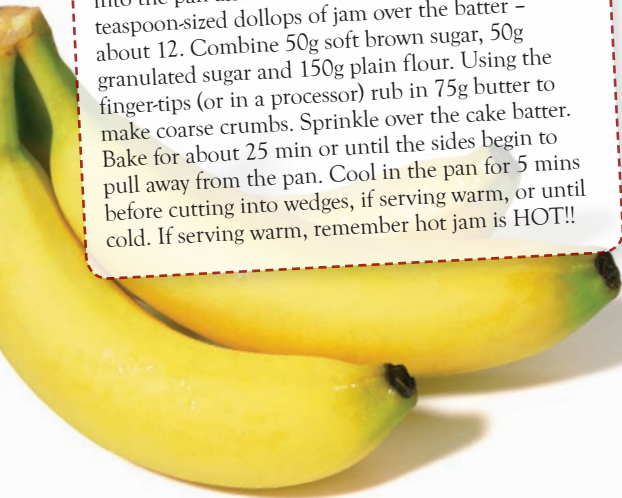 into the pan
teaspoon-sized dollops of jam over the batter –
about 12. Combine 50g soft brown sugar, 50g
granulated sugar and 150g plain flour. Using the
finger-tips (or in a processor) rub in 75g butter to
make coarse crumbs. Sprinkle over the cake batter.
Bake for about 25 min or until the sides begin to
pull away from the pan. Cool in the pan for 5 mins
before cutting into wedges, if serving warm, or until
cold. If serving warm, remember hot jam is HOT!!